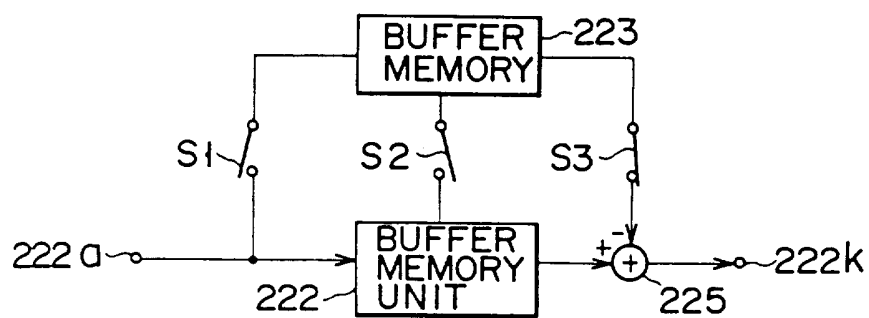 BUFFER
MEMORY
223
S1
S2
S3
222a
BUFFER
MEMORY
UNIT
222
+
-
+
225
222k